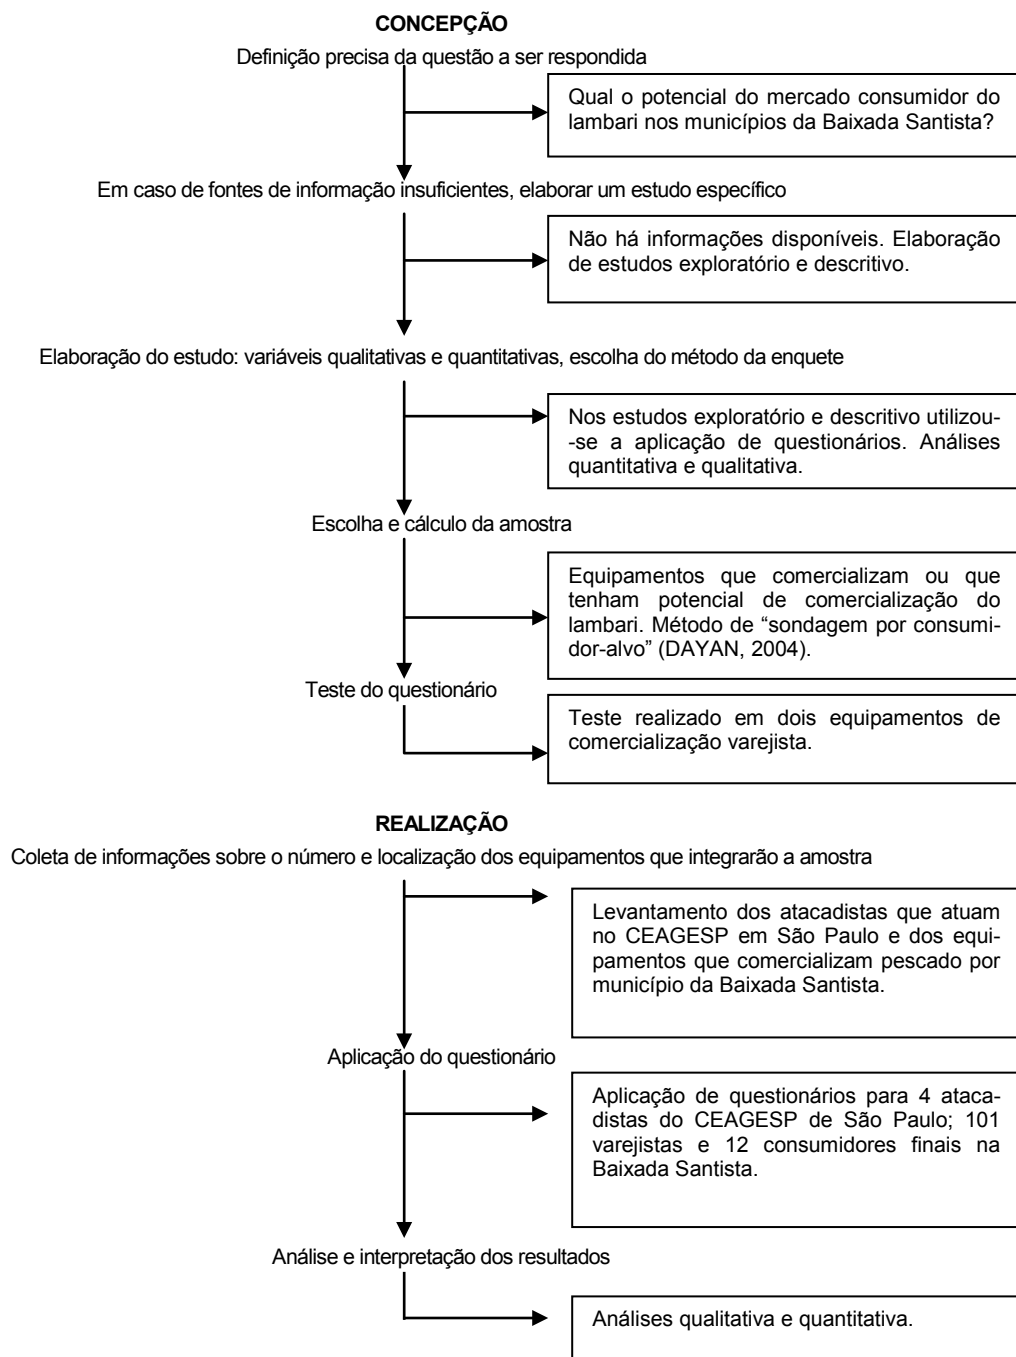 CONCEPÇÃO
Definição precisa da questão a ser respondida
Qual o potencial do mercado consumidor do
lambari nos municípios da Baixada Santista?
Em caso de fontes de informação insuficientes, elaborar um estudo específico
Não há informações disponíveis. Elaboração
de estudos exploratório e descritivo.
Elaboração do estudo: variáveis qualitativas e quantitativas, escolha do método da enquete
Nos estudos exploratório e descritivo utilizou-
-se a aplicação de questionários. Análises
quantitativa e qualitativa.
Escolha e cálculo da amostra
Equipamentos que comercializam ou que
tenham potencial de comercialização do
lambari. Método de “sondagem por consumi-
dor-alvo” (DAYAN, 2004).
Teste do questionário
Teste realizado em dois equipamentos de
comercialização varejista.
REALIZAÇÃO
Coleta de informações sobre o número e localização dos equipamentos que integrarão a amostra
Levantamento dos atacadistas que atuam
no CEAGESP em São Paulo e dos equi-
pamentos que comercializam pescado por
município da Baixada Santista.
Aplicação do questionário
Aplicação de questionários para 4 ataca-
distas do CEAGESP de São Paulo; 101
varejistas e 12 consumidores finais na
Baixada Santista.
Análise e interpretação dos resultados
Análises qualitativa e quantitativa.